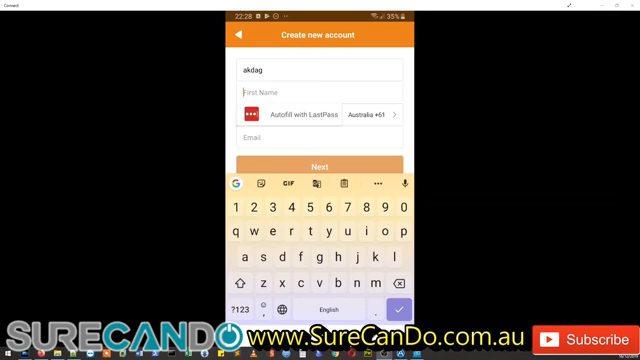 Connect
22:28
35%
Create new account
akdag
First Name
Autofill with LastPass
Australia +61
Email
Next
G GIF
1 2 3 4 5 6 7 8 9 0
q w e r t y u i o p
a s d f g h j k l
z x c v b n m
?123 , English .
SURECANDO
www.SureCanDo.com.au
Subscribe